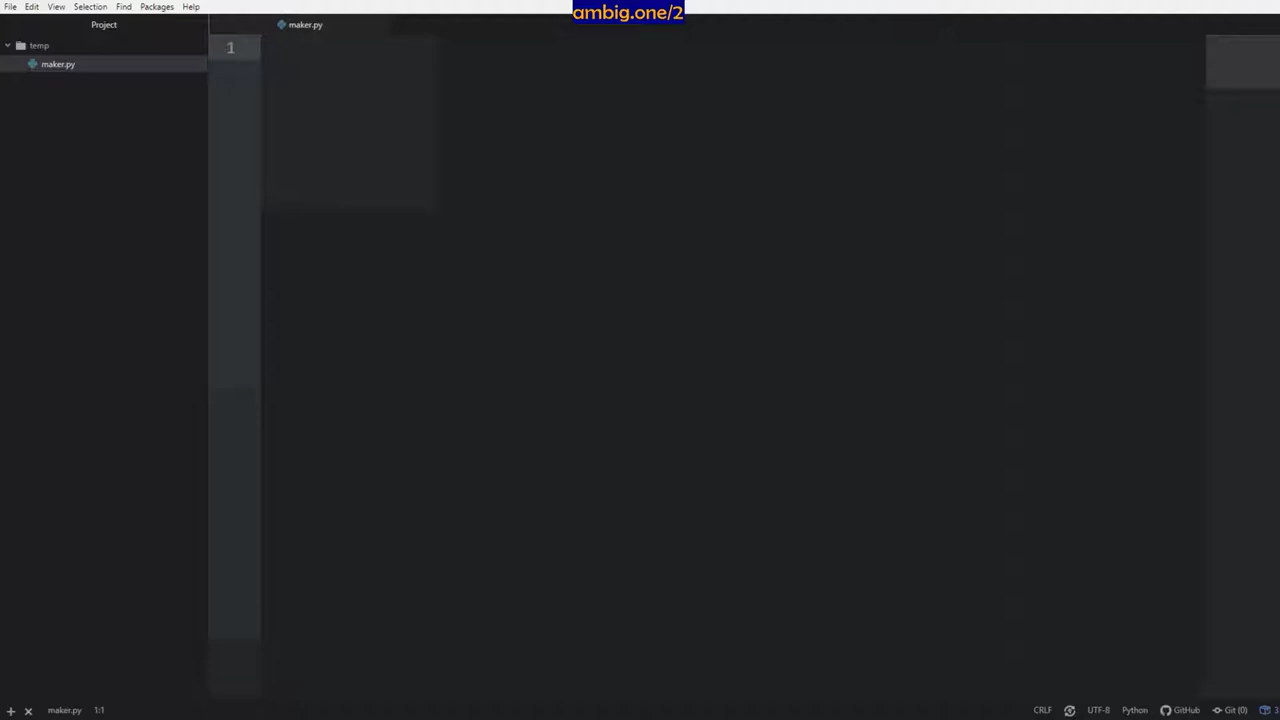 File Edit View Selection Find Packages Help
ambig.one/2
Project
maker.py
temp
maker.py
1
maker.py 1:1
CRLF UTF-8 Python GitHub Git (0) 3